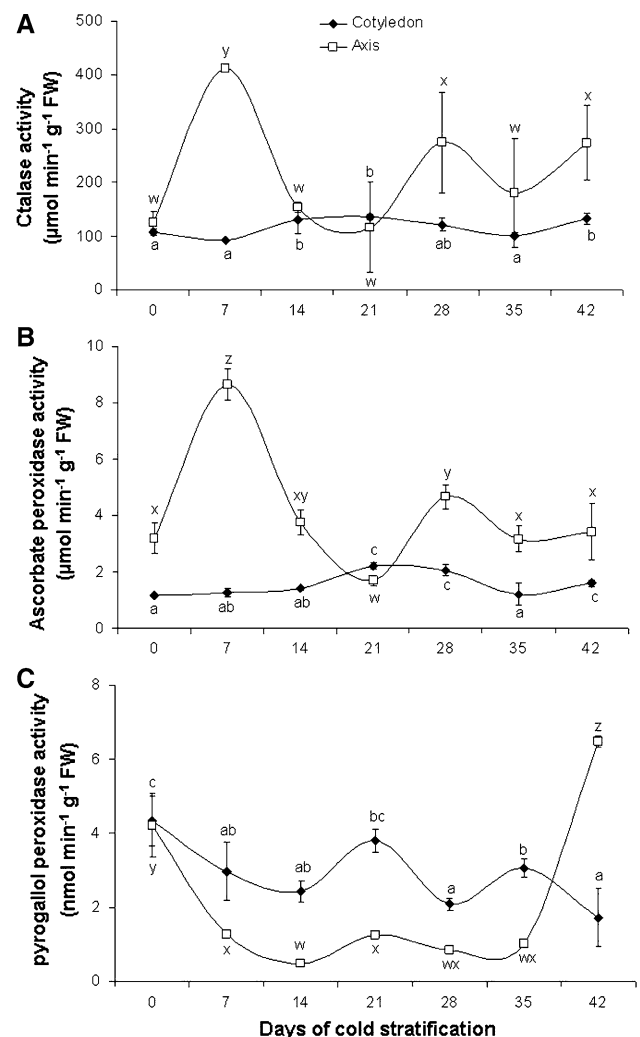 A
Cotyledon
Axis
Ctalase activity
(µmol min-1 g-1 FW)
500
400
300
200
100
0
y
w
w
b
x
w
x
a
a
b
w
ab
a
b
0 7 14 21 28 35 42
B
Ascorbate peroxidase activity
(µmol min-1 g-1 FW)
10
8
6
4
2
0
z
x
xy
c
y
x
x
a
ab
ab
w
c
a
c
0 7 14 21 28 35 42
C
pyrogallol peroxidase activity
(nmol min-1 g-1 FW)
8
6
4
2
0
c
ab
ab
bc
a
b
z
a
y
x
w
x
wx
wx
0 7 14 21 28 35 42
Days of cold stratification